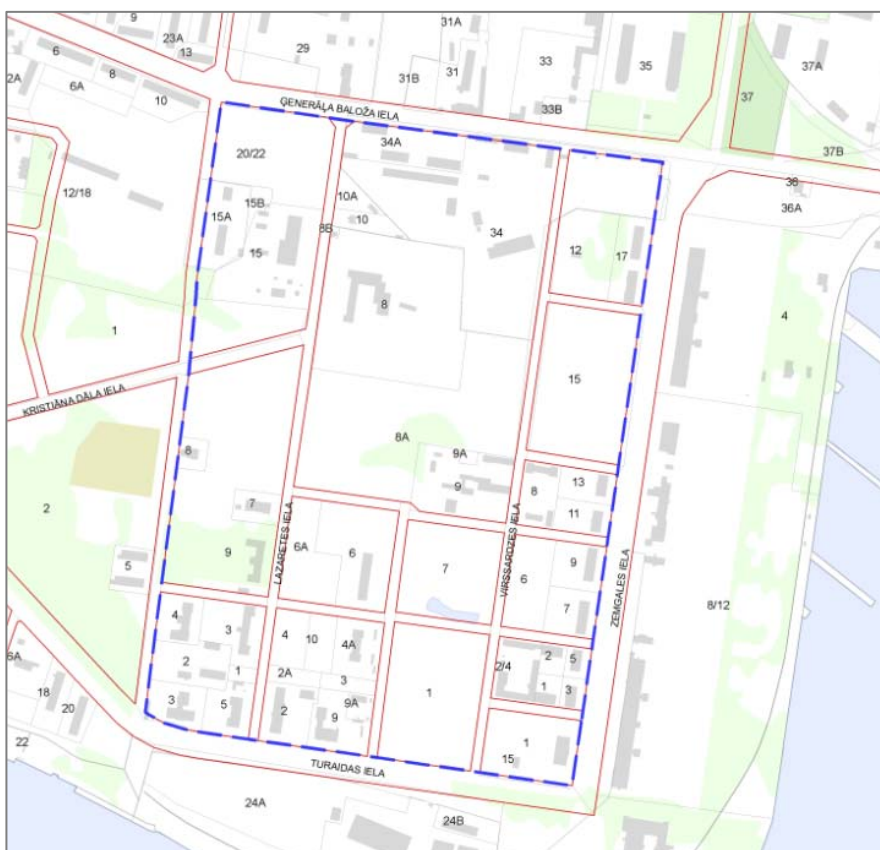 9
23A
13
29
31A
31B
31
33
33B
35
37A
37
37B
6
8
2A
6A
10
ĢENERĀĻA BALOŽA IELA
34A
20/22
12/18
15A
15B
15
10A
10
8B
34
12
17
36
36A
8
4
1
15
KRISTIĀNA DĀLA IELA
8A
8
9A
9
8
13
11
2
7
LAZARETES IELA
VIRSSARDZES IELA
ZEMGALES IELA
5
9
6A
6
7
6
9
7
8/12
4
3
4
10
4A
2
1
2A
3
2/4
2
5
1
3
1
3
5
2
9
9A
1
15
6A
18
20
22
TURAIDAS IELA
24A
24B